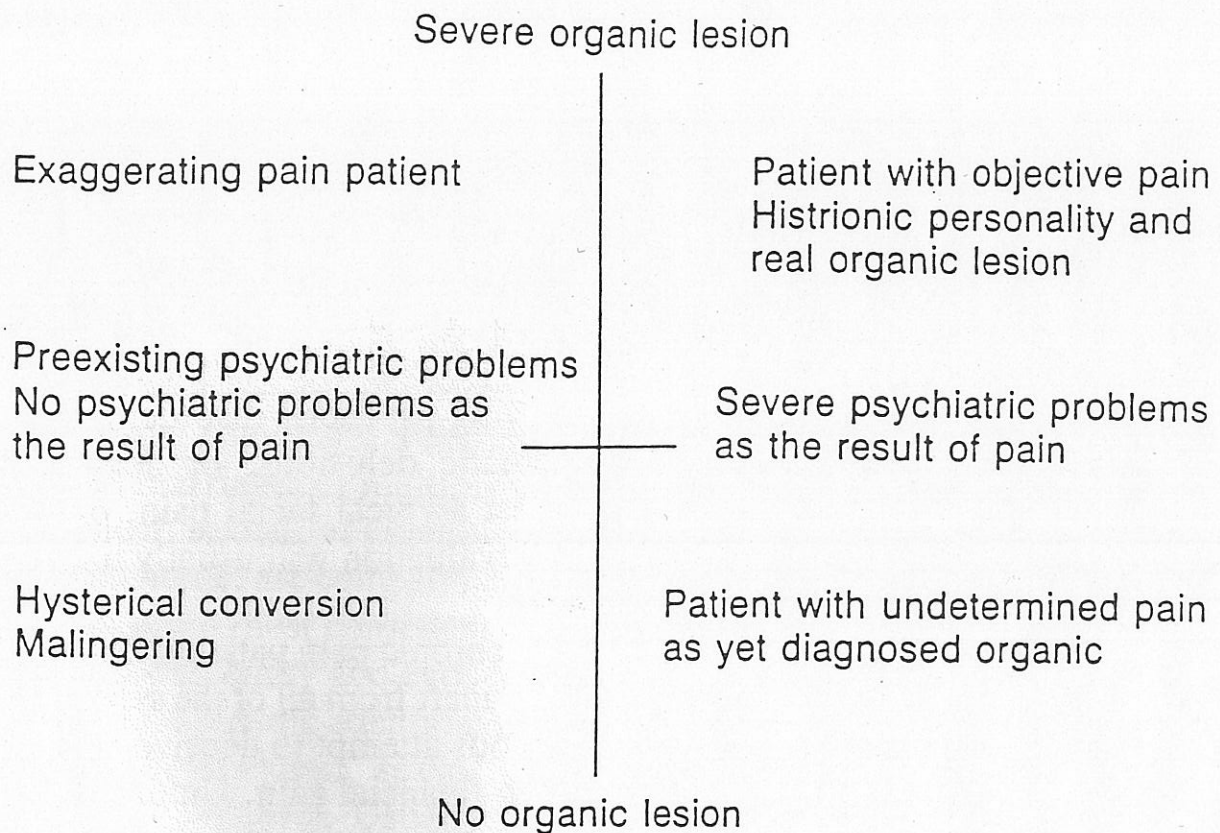 Severe organic lesion
Exaggerating pain patient
Patient with objective pain
Histrionic personality and
real organic lesion
Preexisting psychiatric problems
No psychiatric problems as
the result of pain
Severe psychiatric problems
as the result of pain
Hysterical conversion
Malingering
Patient with undetermined pain
as yet diagnosed organic
No organic lesion